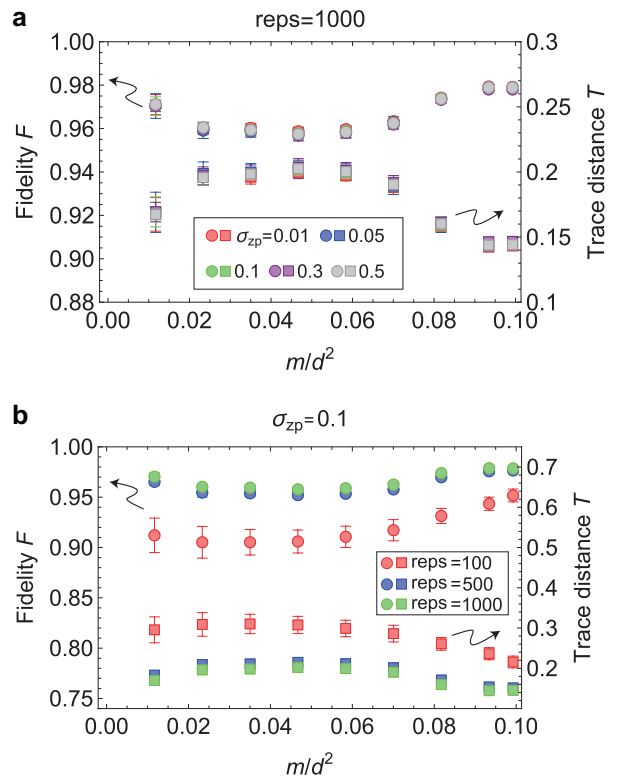 a
reps=1000
1.00
0.98
0.96
0.94
0.92
0.90
0.88
Fidelity F
0.3
0.25
0.2
0.15
0.1
Trace distance T
σzp=0.01 0.05
0.1 0.3 0.5
0.00 0.02 0.04 0.06 0.08 0.10
m/d²
b
σzp=0.1
1.00
0.95
0.90
0.85
0.80
0.75
Fidelity F
0.7
0.6
0.5
0.4
0.3
0.2
Trace distance T
reps=100
reps=500
reps=1000
0.00 0.02 0.04 0.06 0.08 0.10
m/d²